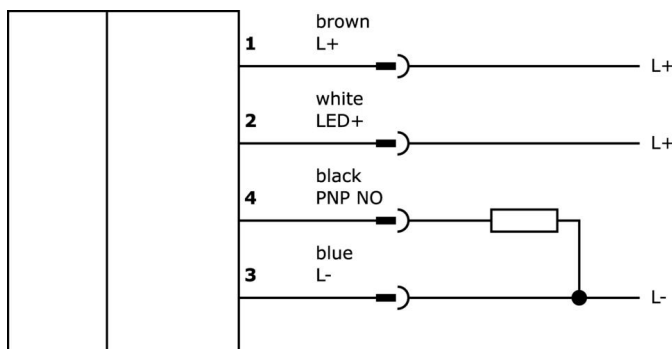 brown
1 L+ L+
white
2 LED+ L+
black
4 PNP NO
blue
3 L- L-